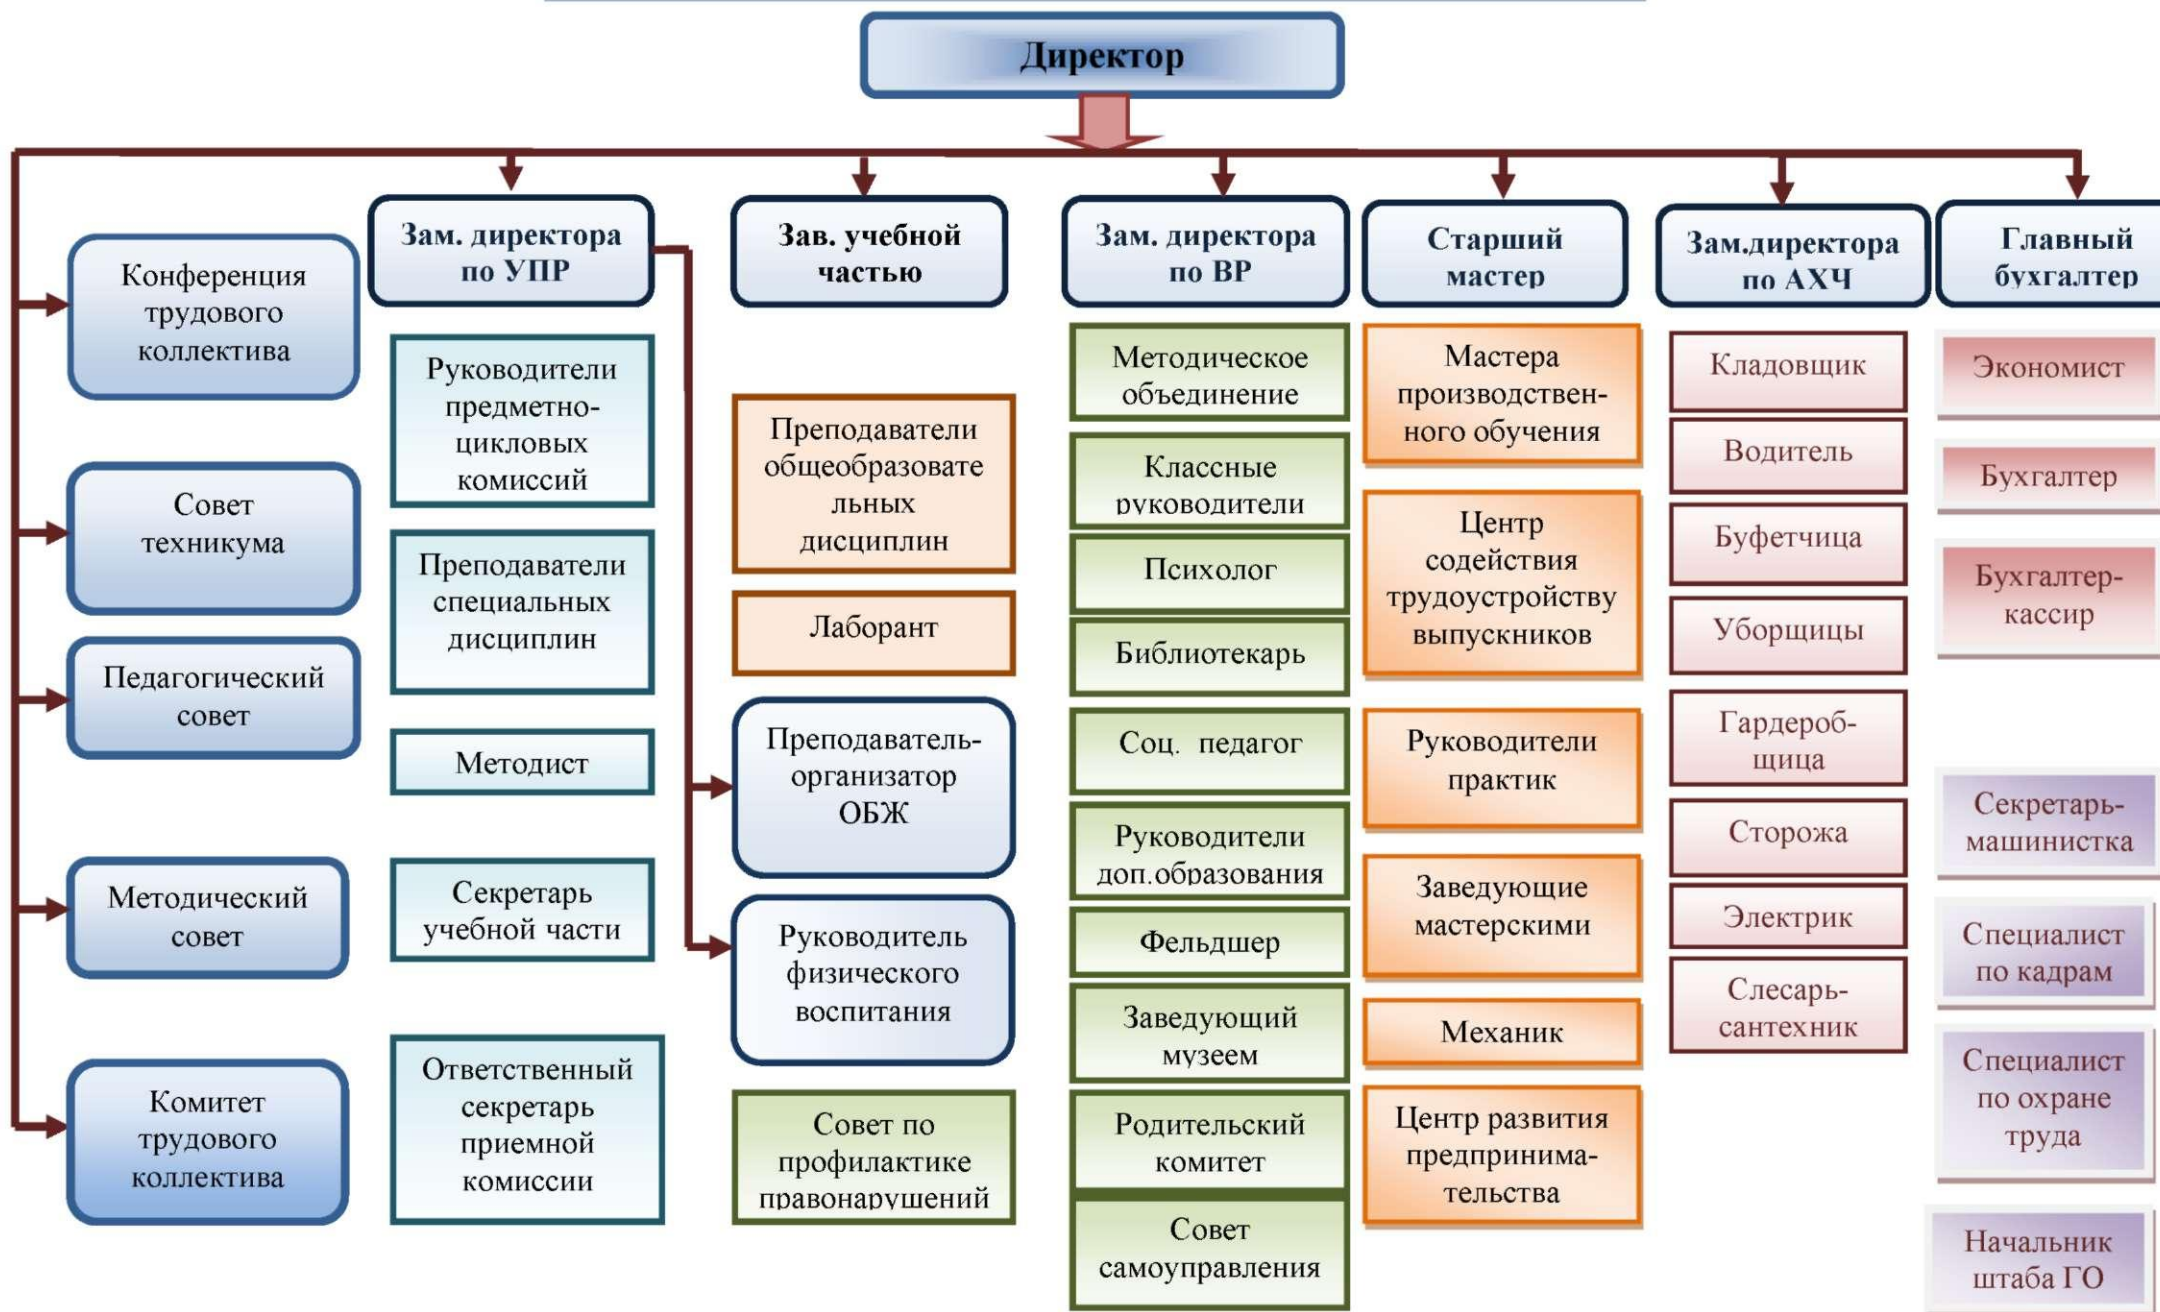 Директор
Конференция
трудового
коллектива
Совет
техникума
Педагогический
совет
Методический
совет
Комитет
трудового
коллектива
Зам. директора
по УПР
Руководители
предметно-
цикловых
комиссий
Преподаватели
специальных
дисциплин
Методист
Секретарь
учебной части
Ответственный
секретарь
приемной
комиссии
Зав. учебной
частью
Преподаватели
общеобразовате
льных
дисциплин
Лаборант
Преподаватель-
организатор
ОБЖ
Руководитель
физического
воспитания
Совет по
профилактике
правонарушений
Зам. директора
по ВР
Методическое
объединение
Классные
руководители
Психолог
Библиотекарь
Соц. педагог
Руководители
доп.образования
Фельдшер
Заведующий
музеем
Родительский
комитет
Совет
самоуправления
Старший
мастер
Мастера
производствен-
ного обучения
Центр
содействия
трудоустройству
выпускников
Руководители
практик
Заведующие
мастерскими
Механик
Центр развития
предпринима-
тельства
Зам.директора
по АХЧ
Кладовщик
Водитель
Буфетчица
Уборщицы
Гардероб-
щица
Сторожа
Электрик
Слесарь-
сантехник
Главный
бухгалтер
Экономист
Бухгалтер
Бухгалтер-
кассир
Секретарь-
машинистка
Специалист
по кадрам
Специалист
по охране
труда
Начальник
штаба ГО